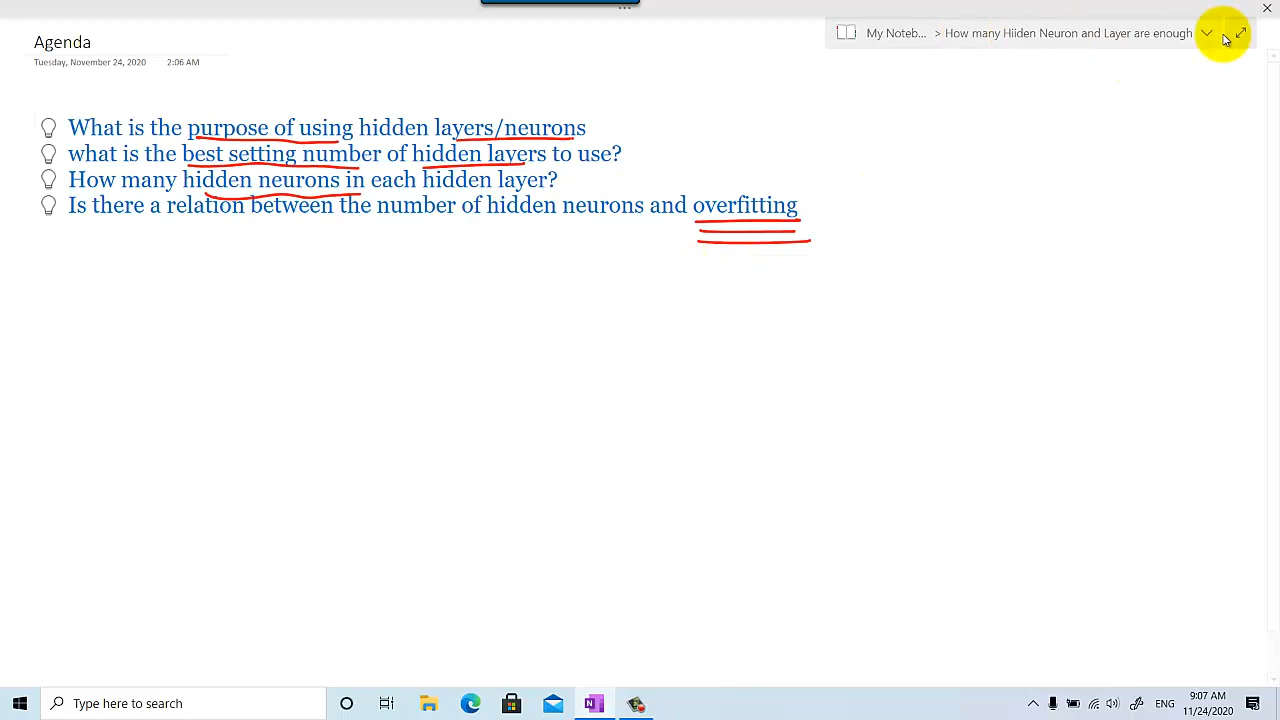 My Noteb... > How many Hiiden Neuron and Layer are enough
Agenda
Tuesday, November 24, 2020 2:06 AM
What is the purpose of using hidden layers/neurons
what is the best setting number of hidden layers to use?
How many hidden neurons in each hidden layer?
Is there a relation between the number of hidden neurons and overfitting
Type here to search
ENG
9:07 AM
11/24/2020